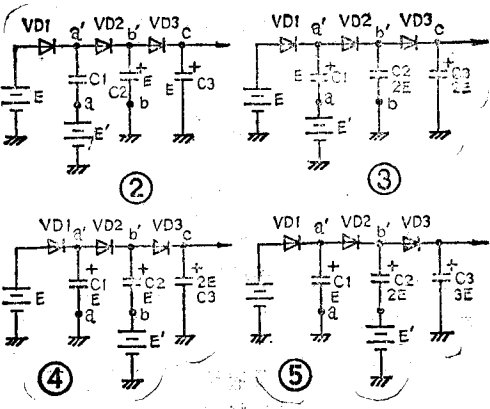 VD1 a' VD2 b' VD3 c
C1 E C2 E C3
E a b
E'
②
VD1 a' VD2 b' VD3 c
E C1 C2 2E C3 2E
E a b
E'
③
VD1 a' VD2 b' VD3 c
C1 E C2 E 2E C3
E a b
E'
④
VD1 a' VD2 b' VD3 c
C1 E C2 2E C3 3E
a
E'
⑤